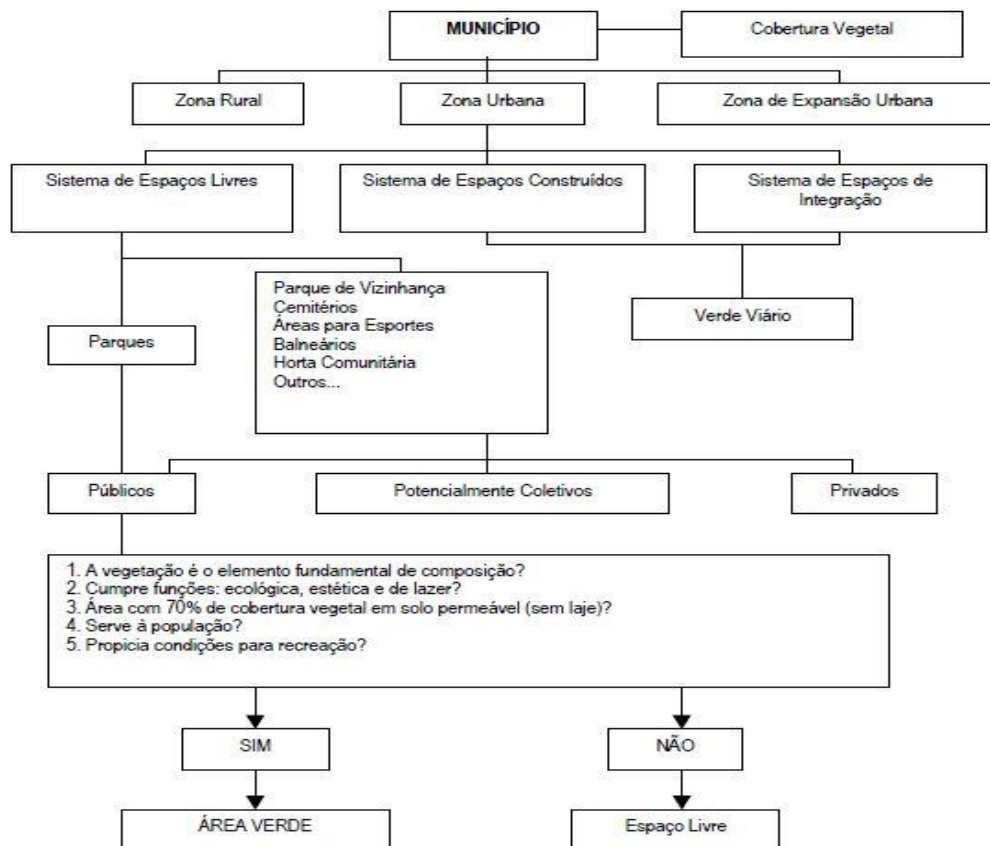 MUNICÍPIO
Cobertura Vegetal
Zona Rural
Zona Urbana
Zona de Expansão Urbana
Sistema de Espaços Livres
Sistema de Espaços Construídos
Sistema de Espaços de
Integração
Parque de Vizinhança
Cemitérios
Áreas para Esportes
Balneários
Horta Comunitária
Outros...
Verde Viário
Parques
Públicos
Potencialmente Coletivos
Privados
1. A vegetação é o elemento fundamental de composição?
2. Cumpre funções: ecológica, estética e de lazer?
3. Área com 70% de cobertura vegetal em solo permeável (sem laje)?
4. Serve à população?
5. Propicia condições para recreação?
SIM
NÃO
ÁREA VERDE
Espaço Livre